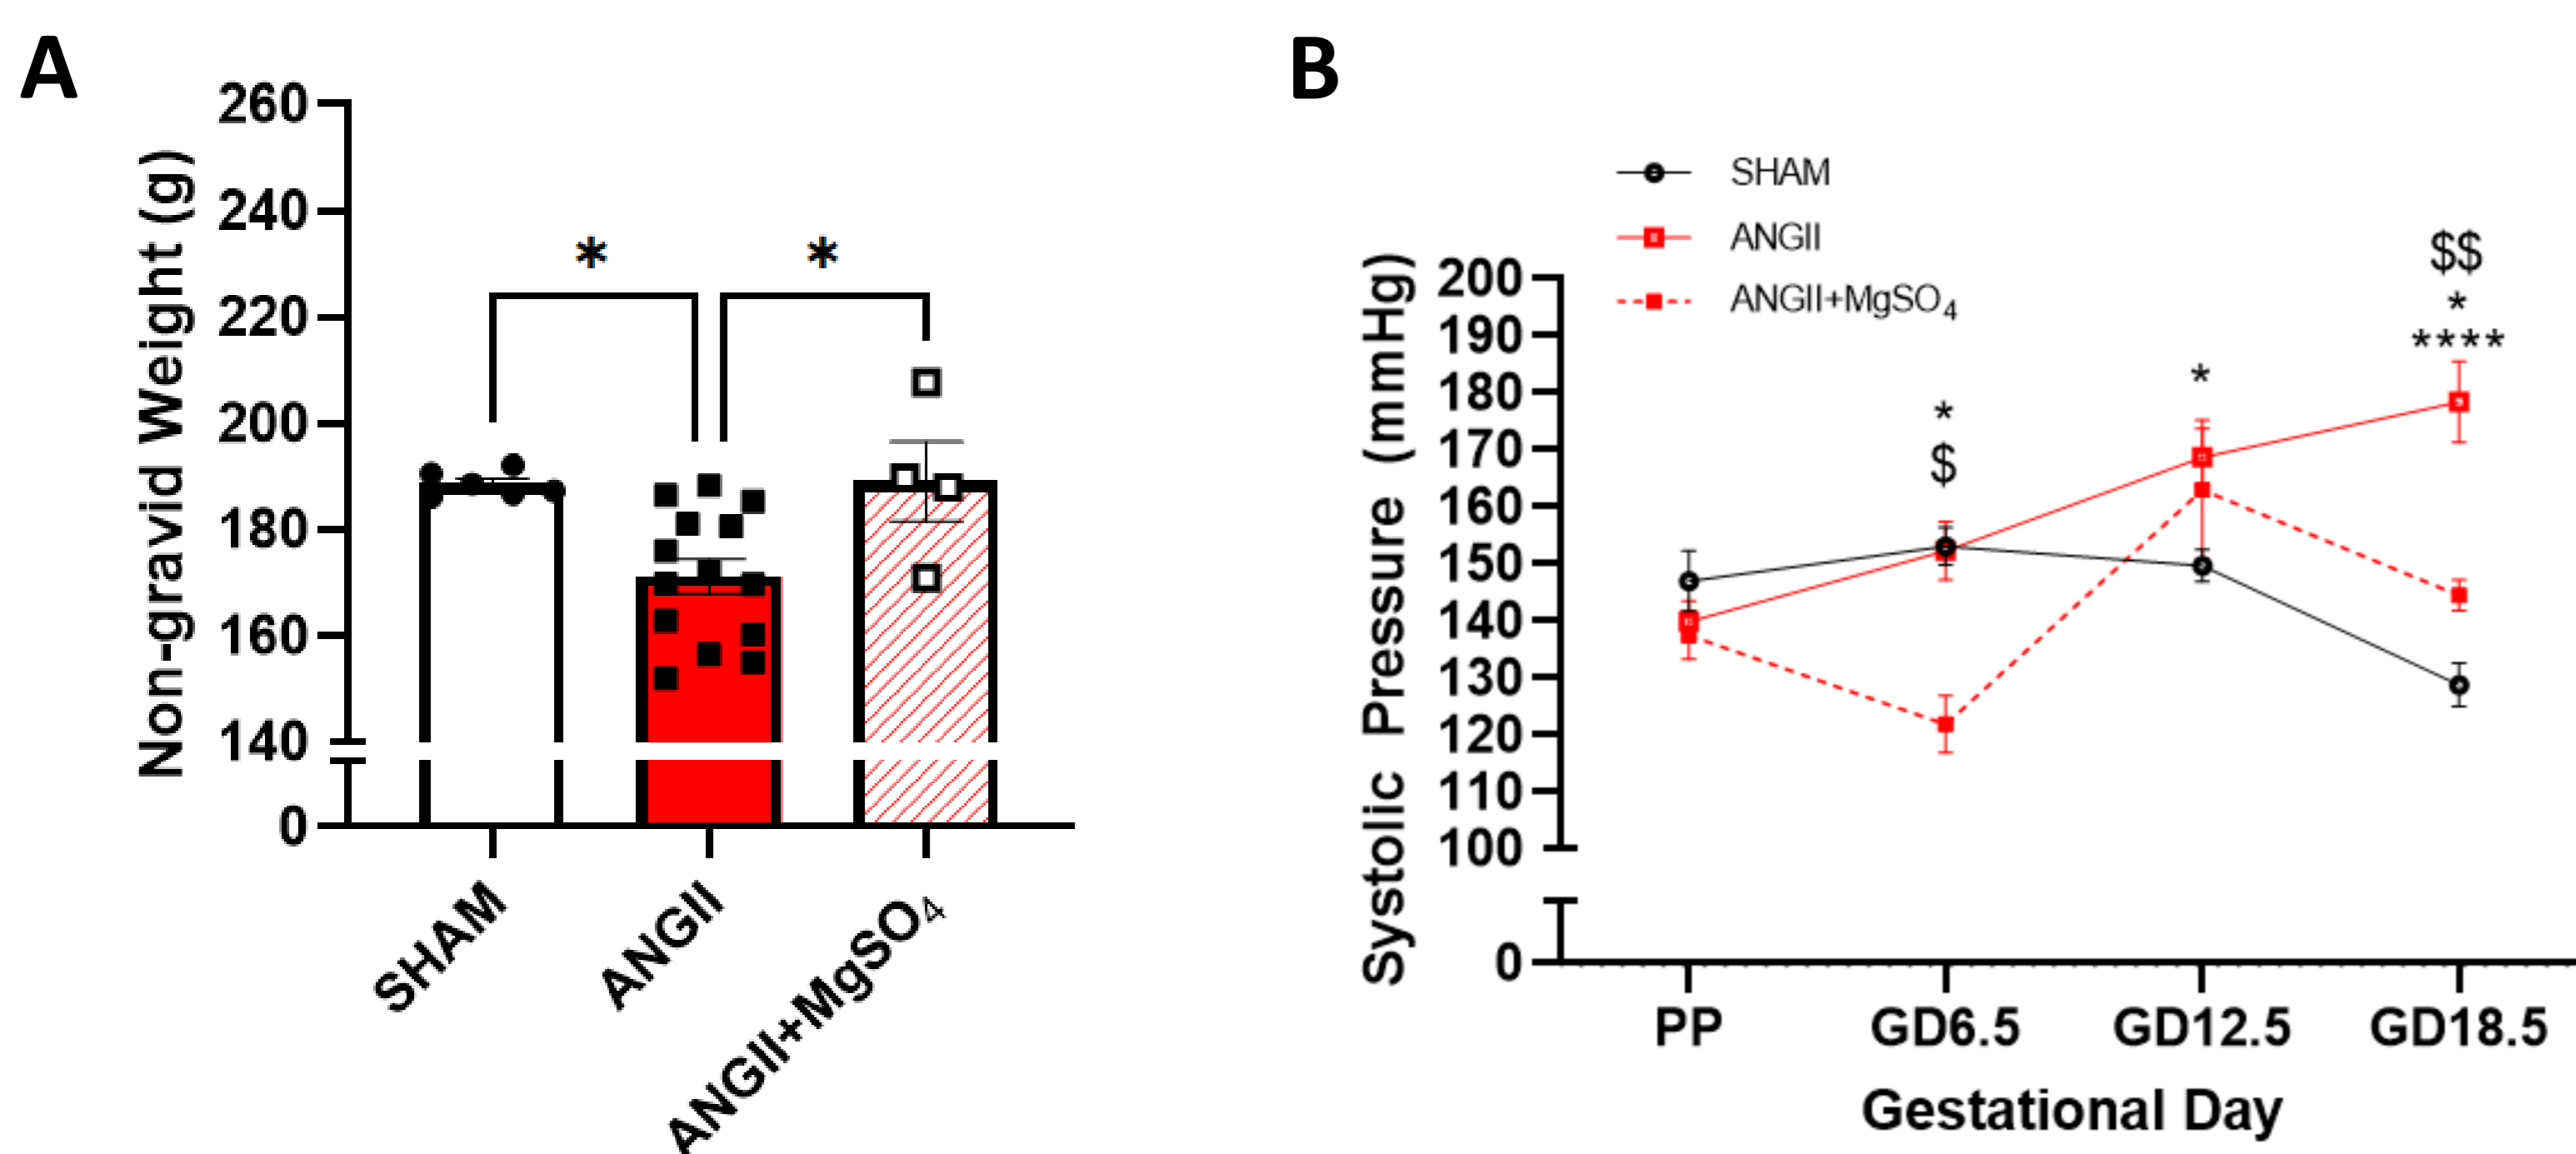 A
Non-gravid Weight (g)
260
240
220
200
180
160
140
0
* *
SHAM
ANGII
ANGII+MgSO₄
B
SHAM
ANGII
ANGII+MgSO₄
Systolic Pressure (mmHg)
200
190
180
170
160
150
140
130
120
110
100
0
*
$
*
$$
*
****
PP GD6.5 GD12.5 GD18.5
Gestational Day